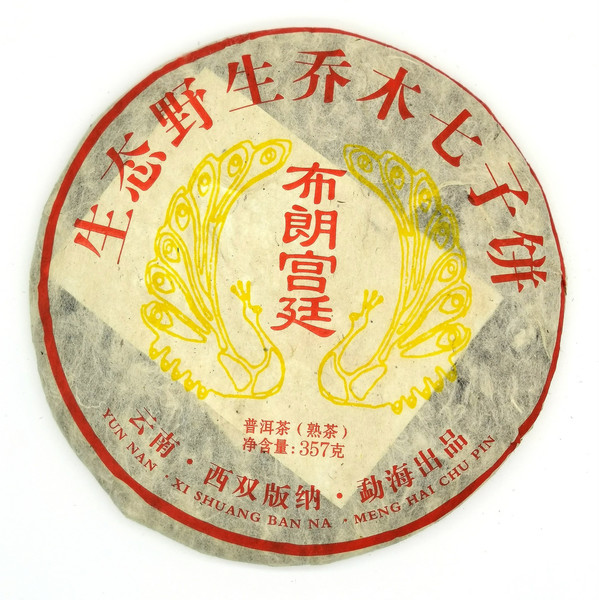 生态野生乔木七子饼
布朗宫廷
普洱茶（熟茶）
净含量:357克
云南·西双版纳·勐海出品
YUN NAN · XI SHUANG BAN NA · MENG HAI CHU PIN